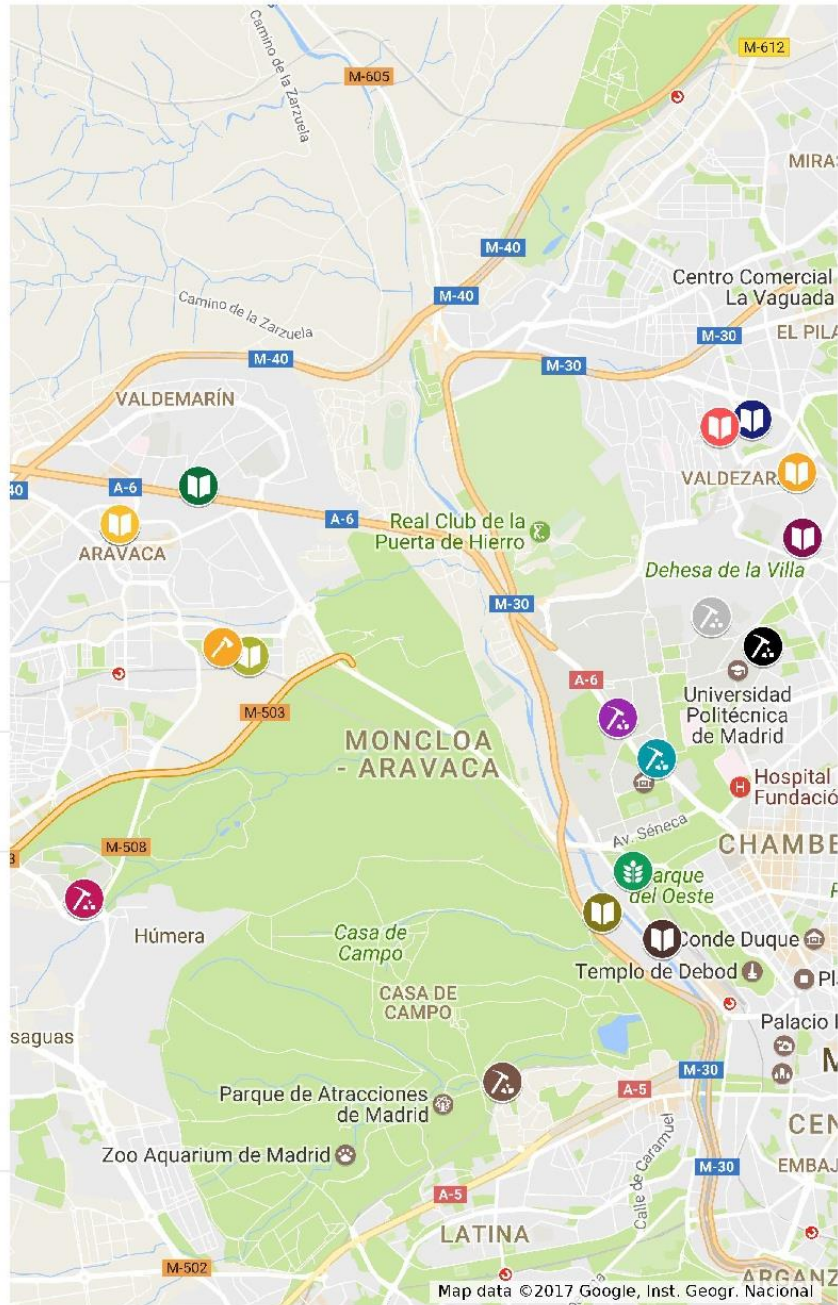 M-612
Camino de la Zarzuela
M-605
MIRAS
M-40
Centro Comercial
La Vaguada
M-40
Camino de la Zarzuela
M-30
EL PILA
M-40
M-30
VALDEMARÍN
VALDEZAR
40
A-6
A-6
Real Club de la
Puerta de Hierro
ARAVACA
Dehesa de la Villa
M-30
A-6
Universidad
Politécnica
de Madrid
M-503
MONCLOA
- ARAVACA
Hospital
Fundació
Av. Séneca
M-508
3
CHAMBE
arque
del Oeste
Húmera
Casa de
Campo
Conde Duque
Templo de Debod
Pl
CASA DE
CAMPO
Palacio
saguas
M
M-30
A-5
Parque de Atracciones
de Madrid
CEN
Calle de Caramuel
Zoo Aquarium de Madrid
M-30
EMBAJ
A-5
LATINA
M-502
ARGANZ
Map data ©2017 Google, Inst. Geogr. Nacional